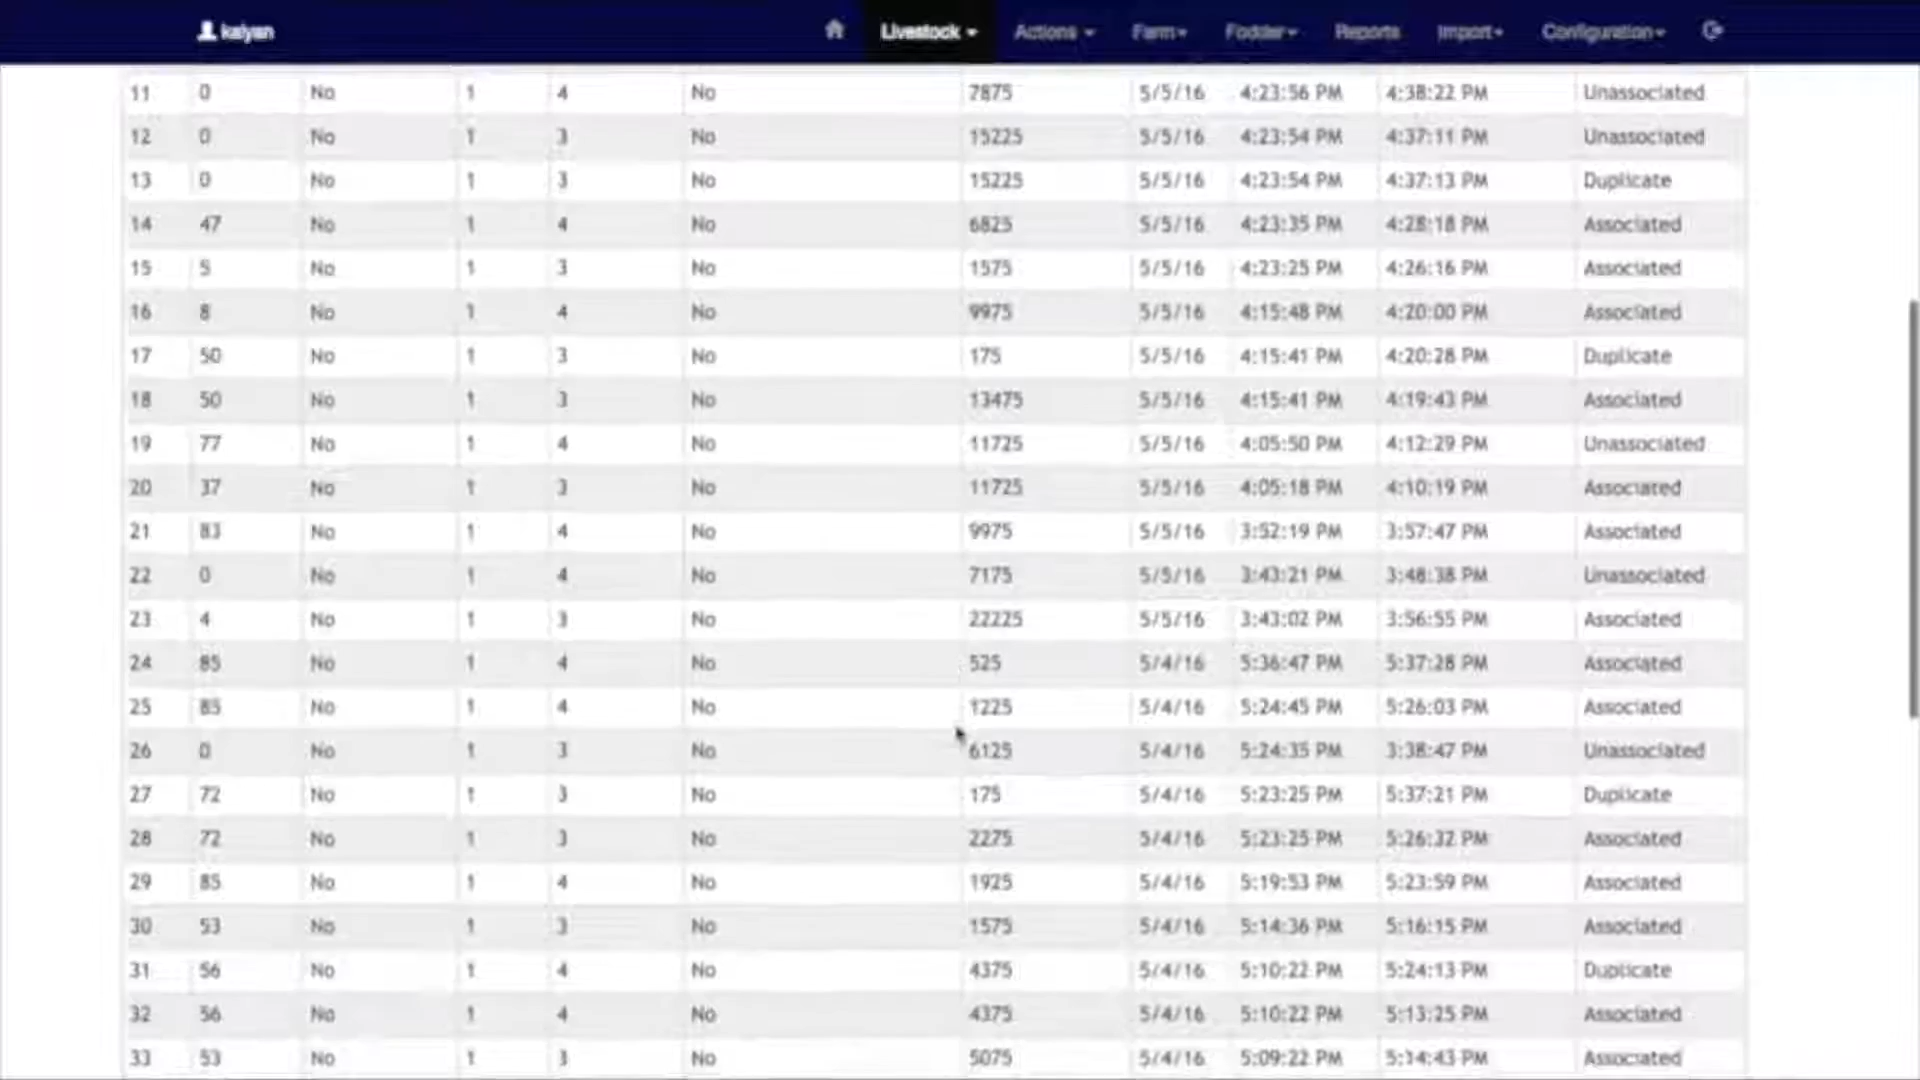 kalyan Livestock Actions Farm Fodder Reports Import Configuration
11 0 No 1 4 No 7875 5/5/16 4:23:56 PM 4:38:22 PM Unassociated
12 0 No 1 3 No 15225 5/5/16 4:23:54 PM 4:37:11 PM Unassociated
13 0 No 1 3 No 15225 5/5/16 4:23:54 PM 4:37:13 PM Duplicate
14 47 No 1 4 No 6825 5/5/16 4:23:35 PM 4:28:18 PM Associated
15 5 No 1 3 No 1575 5/5/16 4:23:25 PM 4:26:16 PM Associated
16 8 No 1 4 No 9975 5/5/16 4:15:48 PM 4:20:00 PM Associated
17 50 No 1 3 No 175 5/5/16 4:15:41 PM 4:20:28 PM Duplicate
18 50 No 1 3 No 13475 5/5/16 4:15:41 PM 4:19:43 PM Associated
19 77 No 1 4 No 11725 5/5/16 4:05:50 PM 4:12:29 PM Unassociated
20 37 No 1 3 No 11725 5/5/16 4:05:18 PM 4:10:19 PM Associated
21 83 No 1 4 No 9975 5/5/16 3:52:19 PM 3:57:47 PM Associated
22 0 No 1 4 No 7175 5/5/16 3:43:21 PM 3:48:38 PM Unassociated
23 4 No 1 3 No 22225 5/5/16 3:43:02 PM 3:56:55 PM Associated
24 85 No 1 4 No 525 5/4/16 5:36:47 PM 5:37:28 PM Associated
25 85 No 1 4 No 1225 5/4/16 5:24:45 PM 5:26:03 PM Associated
26 0 No 1 3 No 6125 5/4/16 5:24:35 PM 3:38:47 PM Unassociated
27 72 No 1 3 No 175 5/4/16 5:23:25 PM 5:37:21 PM Duplicate
28 72 No 1 3 No 2275 5/4/16 5:23:25 PM 5:26:32 PM Associated
29 85 No 1 4 No 1925 5/4/16 5:19:53 PM 5:23:59 PM Associated
30 53 No 1 3 No 1575 5/4/16 5:14:36 PM 5:16:15 PM Associated
31 56 No 1 4 No 4375 5/4/16 5:10:22 PM 5:24:13 PM Duplicate
32 56 No 1 4 No 4375 5/4/16 5:10:22 PM 5:13:25 PM Associated
33 53 No 1 3 No 5075 5/4/16 5:09:22 PM 5:14:43 PM Associated